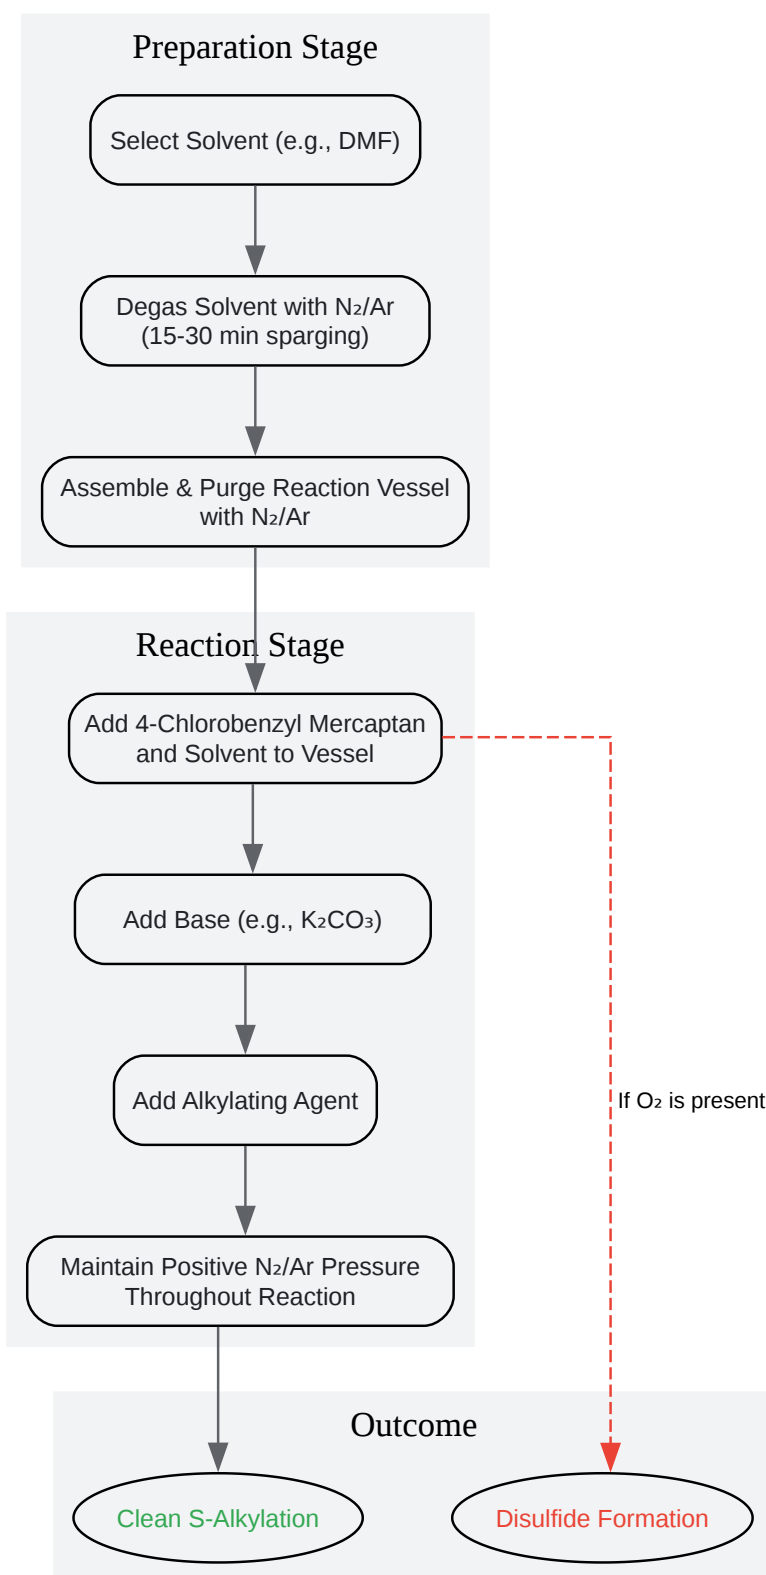 Preparation Stage
Select Solvent (e.g., DMF)
Degas Solvent with N₂/Ar
(15-30 min sparging)
Assemble & Purge Reaction Vessel
with N₂/Ar
Reaction Stage
Add 4-Chlorobenzyl Mercaptan
and Solvent to Vessel
Add Base (e.g., K₂CO₃)
Add Alkylating Agent
If O₂ is present
Maintain Positive N₂/Ar Pressure
Throughout Reaction
Outcome
Clean S-Alkylation
Disulfide Formation